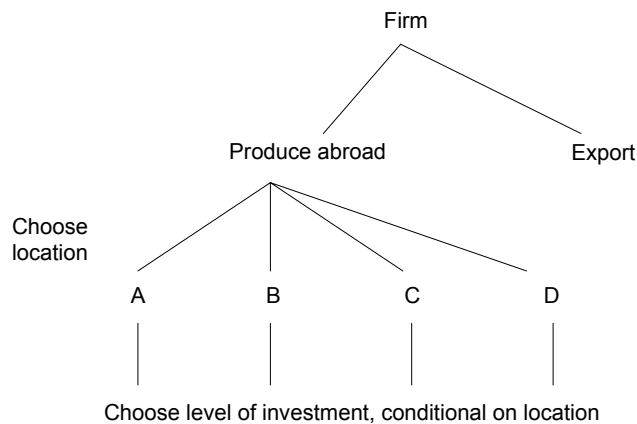 Firm
Produce abroad
Export
Choose
location
A
B
C
D
Choose level of investment, conditional on location